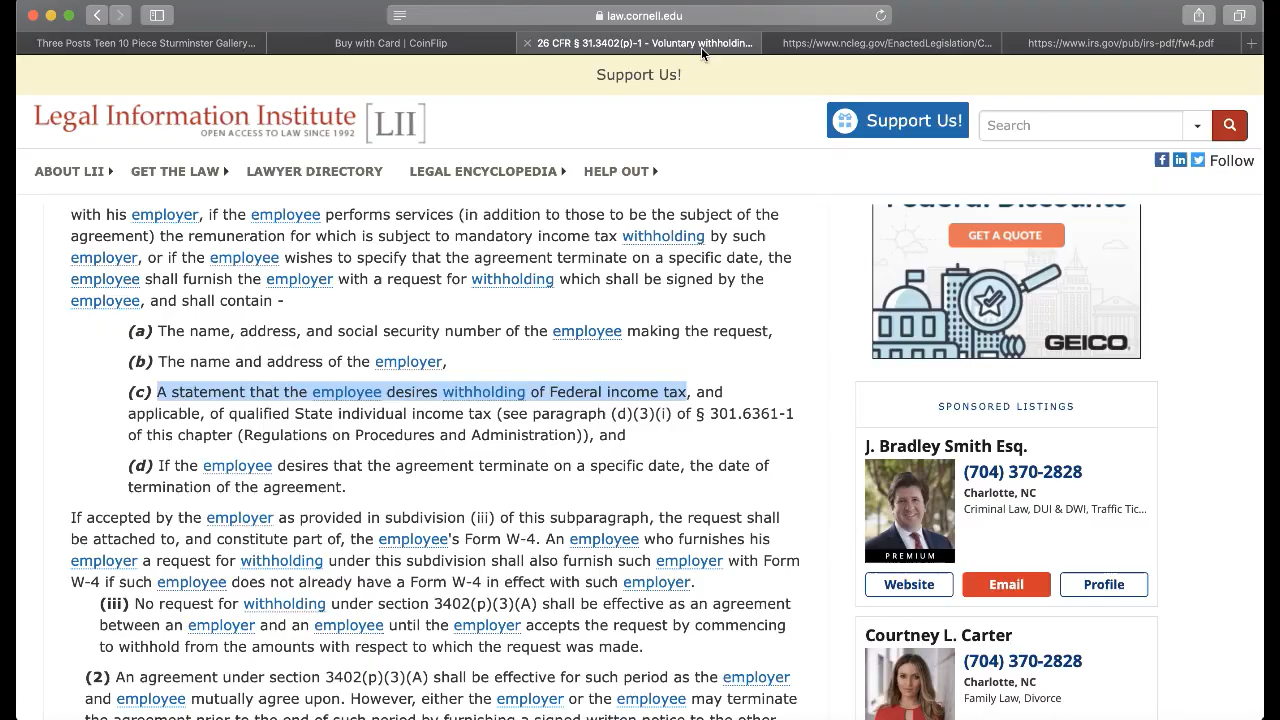 law.cornell.edu
Three Posts Teen 10 Piece Sturminster Gallery...
Buy with Card | CoinFlip
26 CFR § 31.3402(p)-1 - Voluntary withholdin...
https://www.ncleg.gov/EnactedLegislation/C...
https://www.irs.gov/pub/irs-pdf/fw4.pdf
Support Us!
Legal Information Institute [LII]
OPEN ACCESS TO LAW SINCE 1992
Support Us!
Search
ABOUT LII
GET THE LAW
LAWYER DIRECTORY
LEGAL ENCYCLOPEDIA
HELP OUT
Follow
with his employer, if the employee performs services (in addition to those to be the subject of the
agreement) the remuneration for which is subject to mandatory income tax withholding by such
employer, or if the employee wishes to specify that the agreement terminate on a specific date, the
employee shall furnish the employer with a request for withholding which shall be signed by the
employee, and shall contain -
(a) The name, address, and social security number of the employee making the request,
(b) The name and address of the employer,
(c) A statement that the employee desires withholding of Federal income tax, and
applicable, of qualified State individual income tax (see paragraph (d)(3)(i) of § 301.6361-1
of this chapter (Regulations on Procedures and Administration)), and
(d) If the employee desires that the agreement terminate on a specific date, the date of
termination of the agreement.
If accepted by the employer as provided in subdivision (iii) of this subparagraph, the request shall
be attached to, and constitute part of, the employee's Form W-4. An employee who furnishes his
employer a request for withholding under this subdivision shall also furnish such employer with Form
W-4 if such employee does not already have a Form W-4 in effect with such employer.
(iii) No request for withholding under section 3402(p)(3)(A) shall be effective as an agreement
between an employer and an employee until the employer accepts the request by commencing
to withhold from the amounts with respect to which the request was made.
(2) An agreement under section 3402(p)(3)(A) shall be effective for such period as the employer
and employee mutually agree upon. However, either the employer or the employee may terminate
the agreement prior to the end of such period by furnishing a signed written notice to the other.
Federal Discounts
GET A QUOTE
GEICO
SPONSORED LISTINGS
J. Bradley Smith Esq.
(704) 370-2828
Charlotte, NC
Criminal Law, DUI & DWI, Traffic Tic...
PREMIUM
Website
Email
Profile
Courtney L. Carter
(704) 370-2828
Charlotte, NC
Family Law, Divorce